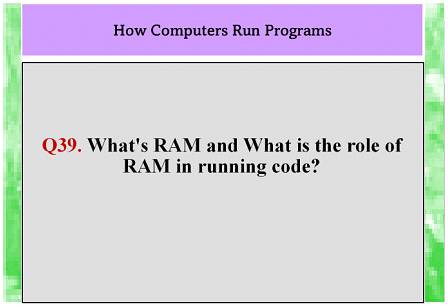 How Computers Run Programs
Q39. What's RAM and What is the role of
RAM in running code?